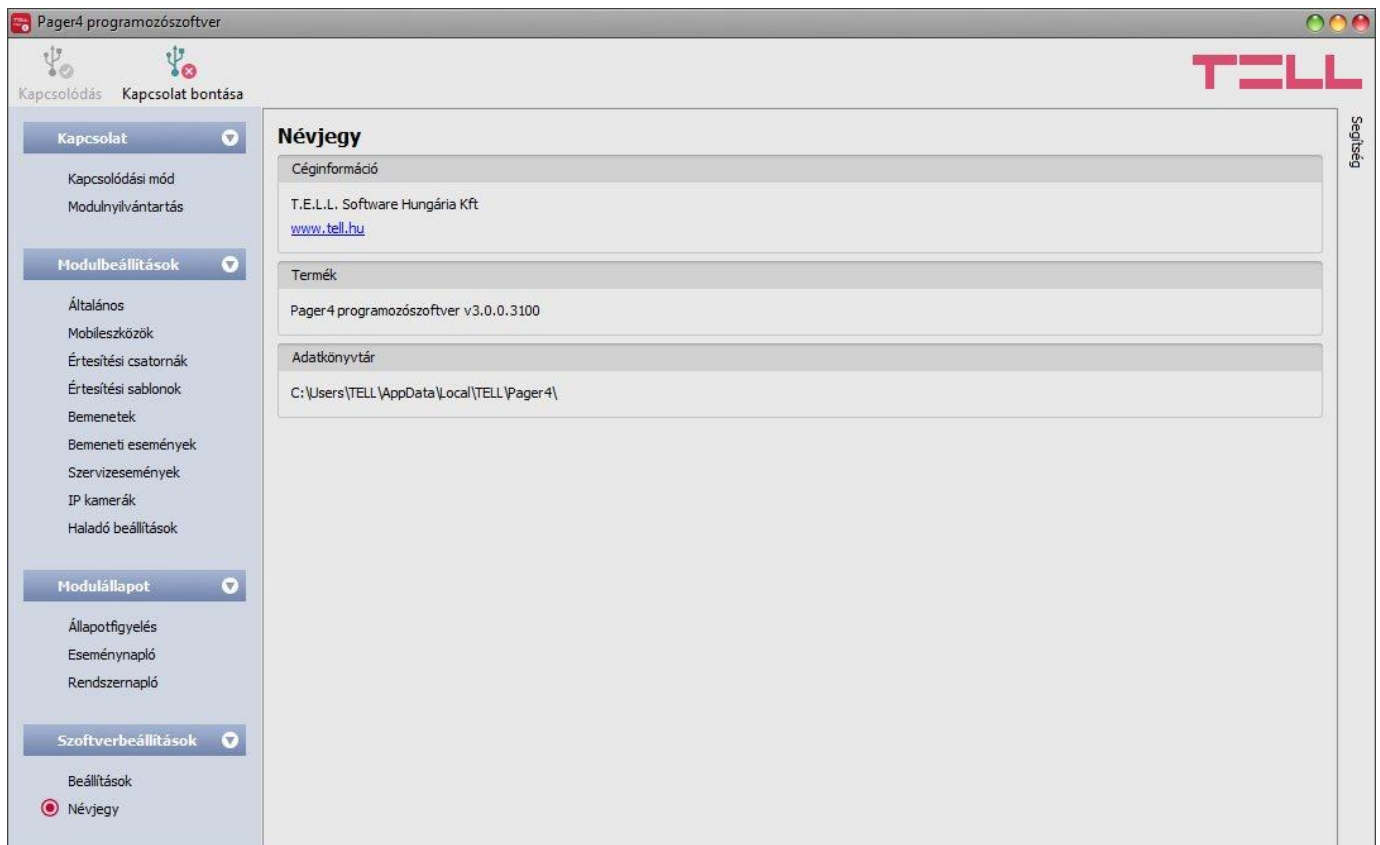 Pager4 programozószoftver
Kapcsolódás
Kapcsolat bontása
TELL
Kapcsolat
Kapcsolódási mód
Modulnyilvántartás
Modulbeállítások
Általános
Mobileszközök
Értesítési csatornák
Értesítési sablonok
Bemenetek
Bemeneti események
Szervizesemények
IP kamerák
Haladó beállítások
Modulállapot
Állapotfigyelés
Eseménynapló
Rendszernapló
Szoftverbeállítások
Beállítások
Névjegy
Névjegy
Céginformáció
T.E.L.L. Software Hungária Kft
www.tell.hu
Termék
Pager4 programozószoftver v3.0.0.3100
Adatkönyvtár
C:\Users\TELL\AppData\Local\TELL\Pager4\
Segítség